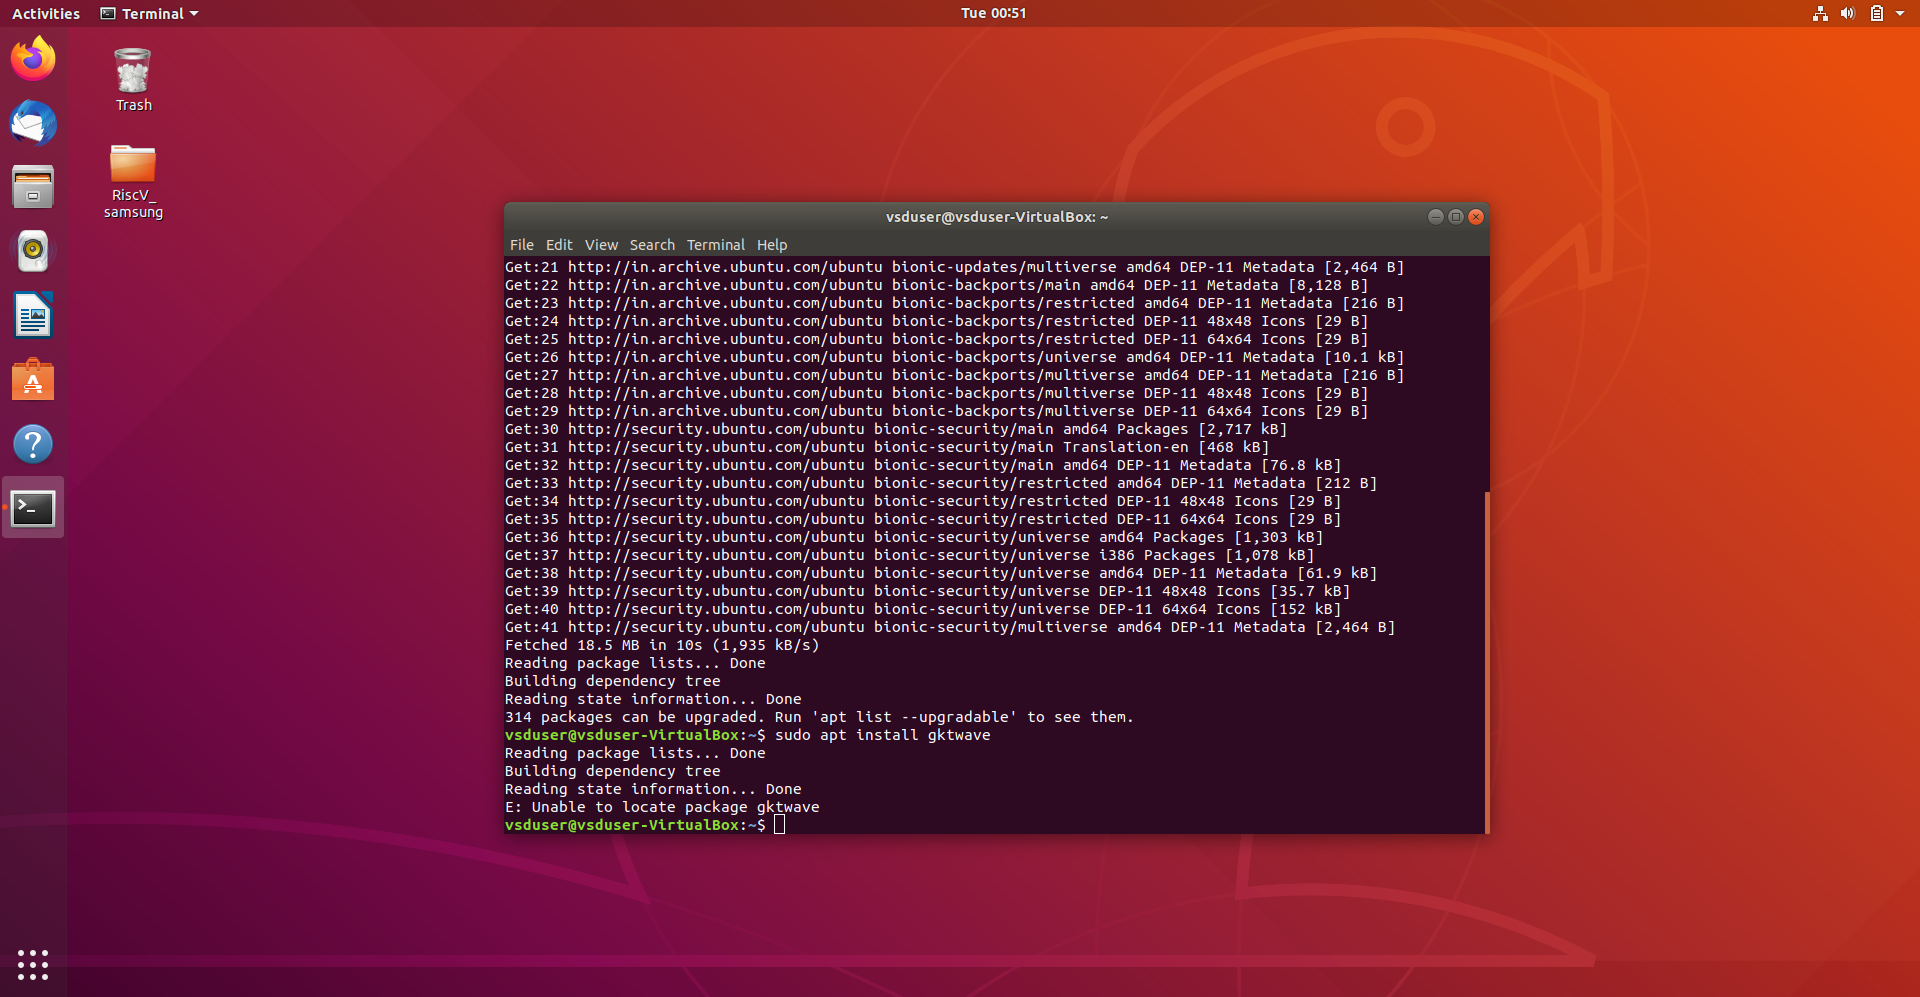 Activities
Terminal
Tue 00:51
Trash
RiscV_
samsung
vsduser@vsduser-VirtualBox: ~
File Edit View Search Terminal Help
Get:21 http://in.archive.ubuntu.com/ubuntu bionic-updates/multiverse amd64 DEP-11 Metadata [2,464 B]
Get:22 http://in.archive.ubuntu.com/ubuntu bionic-backports/main amd64 DEP-11 Metadata [8,128 B]
Get:23 http://in.archive.ubuntu.com/ubuntu bionic-backports/restricted amd64 DEP-11 Metadata [216 B]
Get:24 http://in.archive.ubuntu.com/ubuntu bionic-backports/restricted DEP-11 48x48 Icons [29 B]
Get:25 http://in.archive.ubuntu.com/ubuntu bionic-backports/restricted DEP-11 64x64 Icons [29 B]
Get:26 http://in.archive.ubuntu.com/ubuntu bionic-backports/universe amd64 DEP-11 Metadata [10.1 kB]
Get:27 http://in.archive.ubuntu.com/ubuntu bionic-backports/multiverse amd64 DEP-11 Metadata [216 B]
Get:28 http://in.archive.ubuntu.com/ubuntu bionic-backports/multiverse DEP-11 48x48 Icons [29 B]
Get:29 http://in.archive.ubuntu.com/ubuntu bionic-backports/multiverse DEP-11 64x64 Icons [29 B]
Get:30 http://security.ubuntu.com/ubuntu bionic-security/main amd64 Packages [2,717 kB]
Get:31 http://security.ubuntu.com/ubuntu bionic-security/main Translation-en [468 kB]
Get:32 http://security.ubuntu.com/ubuntu bionic-security/main amd64 DEP-11 Metadata [76.8 kB]
Get:33 http://security.ubuntu.com/ubuntu bionic-security/restricted amd64 DEP-11 Metadata [212 B]
Get:34 http://security.ubuntu.com/ubuntu bionic-security/restricted DEP-11 48x48 Icons [29 B]
Get:35 http://security.ubuntu.com/ubuntu bionic-security/restricted DEP-11 64x64 Icons [29 B]
Get:36 http://security.ubuntu.com/ubuntu bionic-security/universe amd64 Packages [1,303 kB]
Get:37 http://security.ubuntu.com/ubuntu bionic-security/universe i386 Packages [1,078 kB]
Get:38 http://security.ubuntu.com/ubuntu bionic-security/universe amd64 DEP-11 Metadata [61.9 kB]
Get:39 http://security.ubuntu.com/ubuntu bionic-security/universe DEP-11 48x48 Icons [35.7 kB]
Get:40 http://security.ubuntu.com/ubuntu bionic-security/universe DEP-11 64x64 Icons [152 kB]
Get:41 http://security.ubuntu.com/ubuntu bionic-security/multiverse amd64 DEP-11 Metadata [2,464 B]
Fetched 18.5 MB in 10s (1,935 kB/s)
Reading package lists... Done
Building dependency tree
Reading state information... Done
314 packages can be upgraded. Run 'apt list --upgradable' to see them.
vsduser@vsduser-VirtualBox:~$ sudo apt install gktwave
Reading package lists... Done
Building dependency tree
Reading state information... Done
E: Unable to locate package gktwave
vsduser@vsduser-VirtualBox:~$